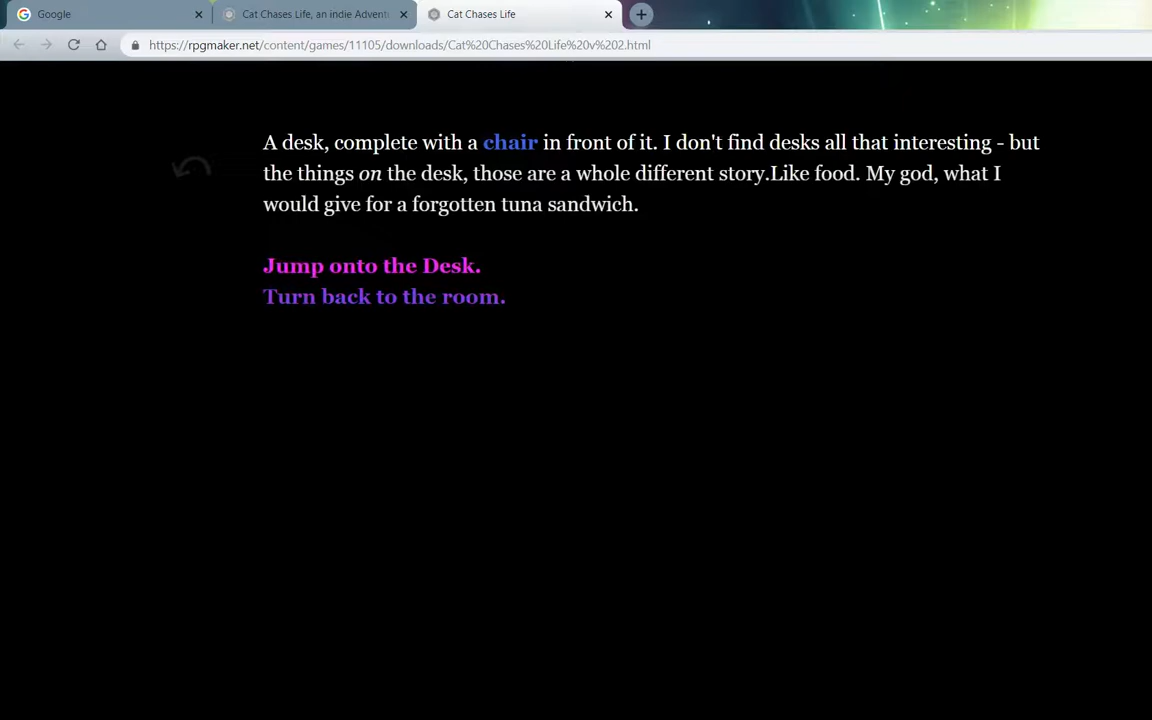 Google
Cat Chases Life, an indie Adventu
Cat Chases Life
https://rpgmaker.net/content/games/11105/downloads/Cat%20Chases%20Life%20v%202.html
A desk, complete with a chair in front of it. I don't find desks all that interesting - but
the things on the desk, those are a whole different story.Like food. My god, what I
would give for a forgotten tuna sandwich.
Jump onto the Desk.
Turn back to the room.